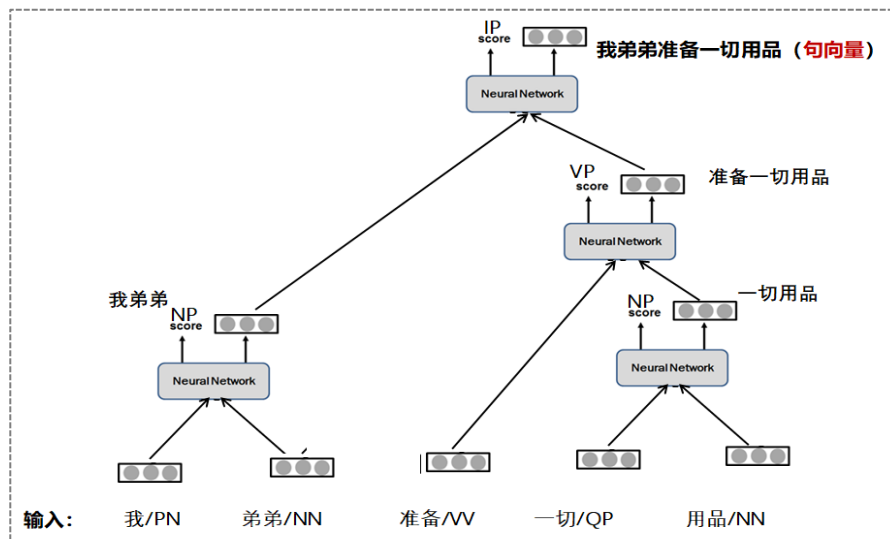 IP
score
我弟弟准备一切用品（句向量）
Neural Network
VP
score
准备一切用品
Neural Network
我弟弟
NP
score
NP
score
一切用品
Neural Network
Neural Network
输入： 我/PN 弟弟/NN 准备/VV 一切/QP 用品/NN